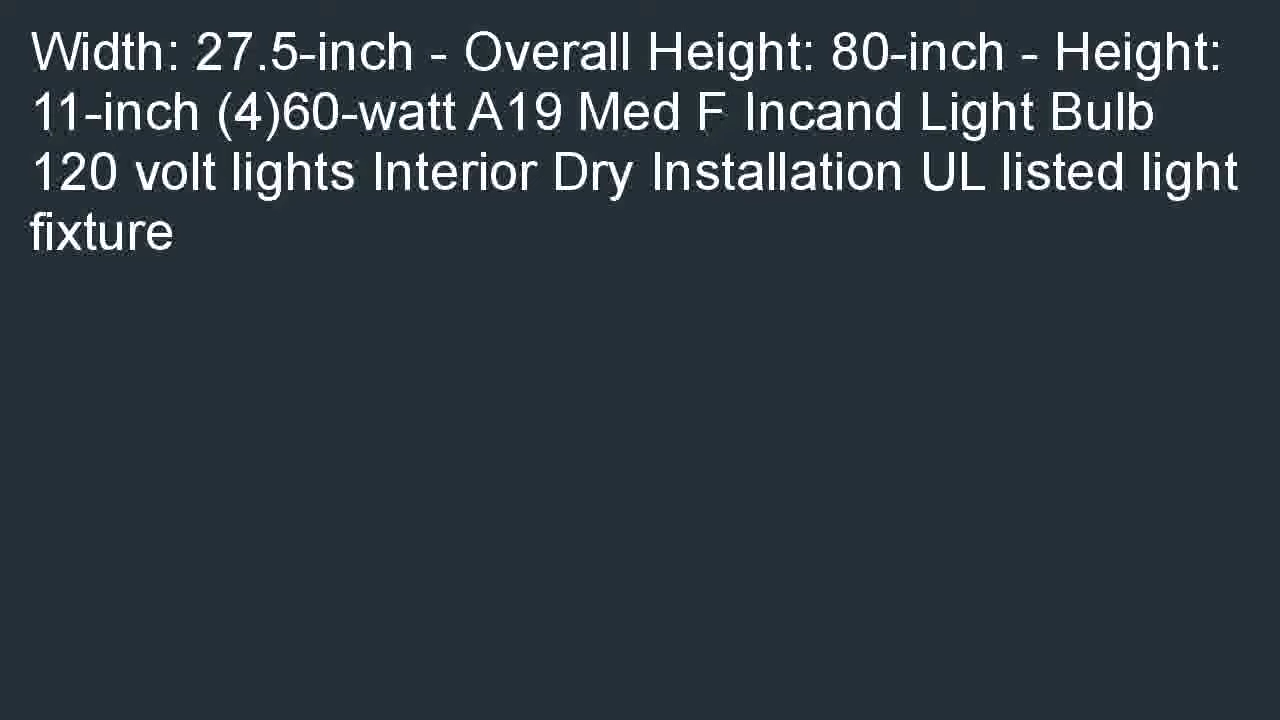 Width: 27.5-inch - Overall Height: 80-inch - Height:
11-inch (4)60-watt A19 Med F Incand Light Bulb
120 volt lights Interior Dry Installation UL listed light
fixture